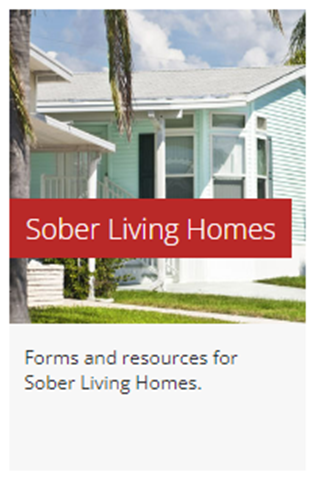 Sober Living Homes
Forms and resources for
Sober Living Homes.